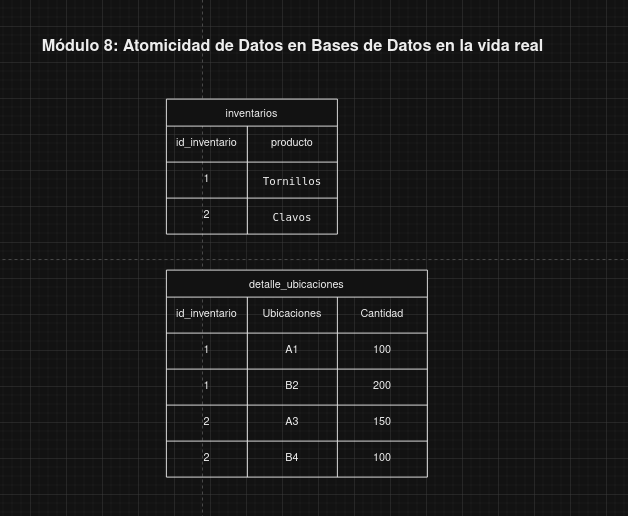 Módulo 8: Atomicidad de Datos en Bases de Datos en la vida real
inventarios
id_inventario producto
1 Tornillos
2 Clavos
detalle_ubicaciones
id_inventario Ubicaciones Cantidad
1 A1 100
1 B2 200
2 A3 150
2 B4 100